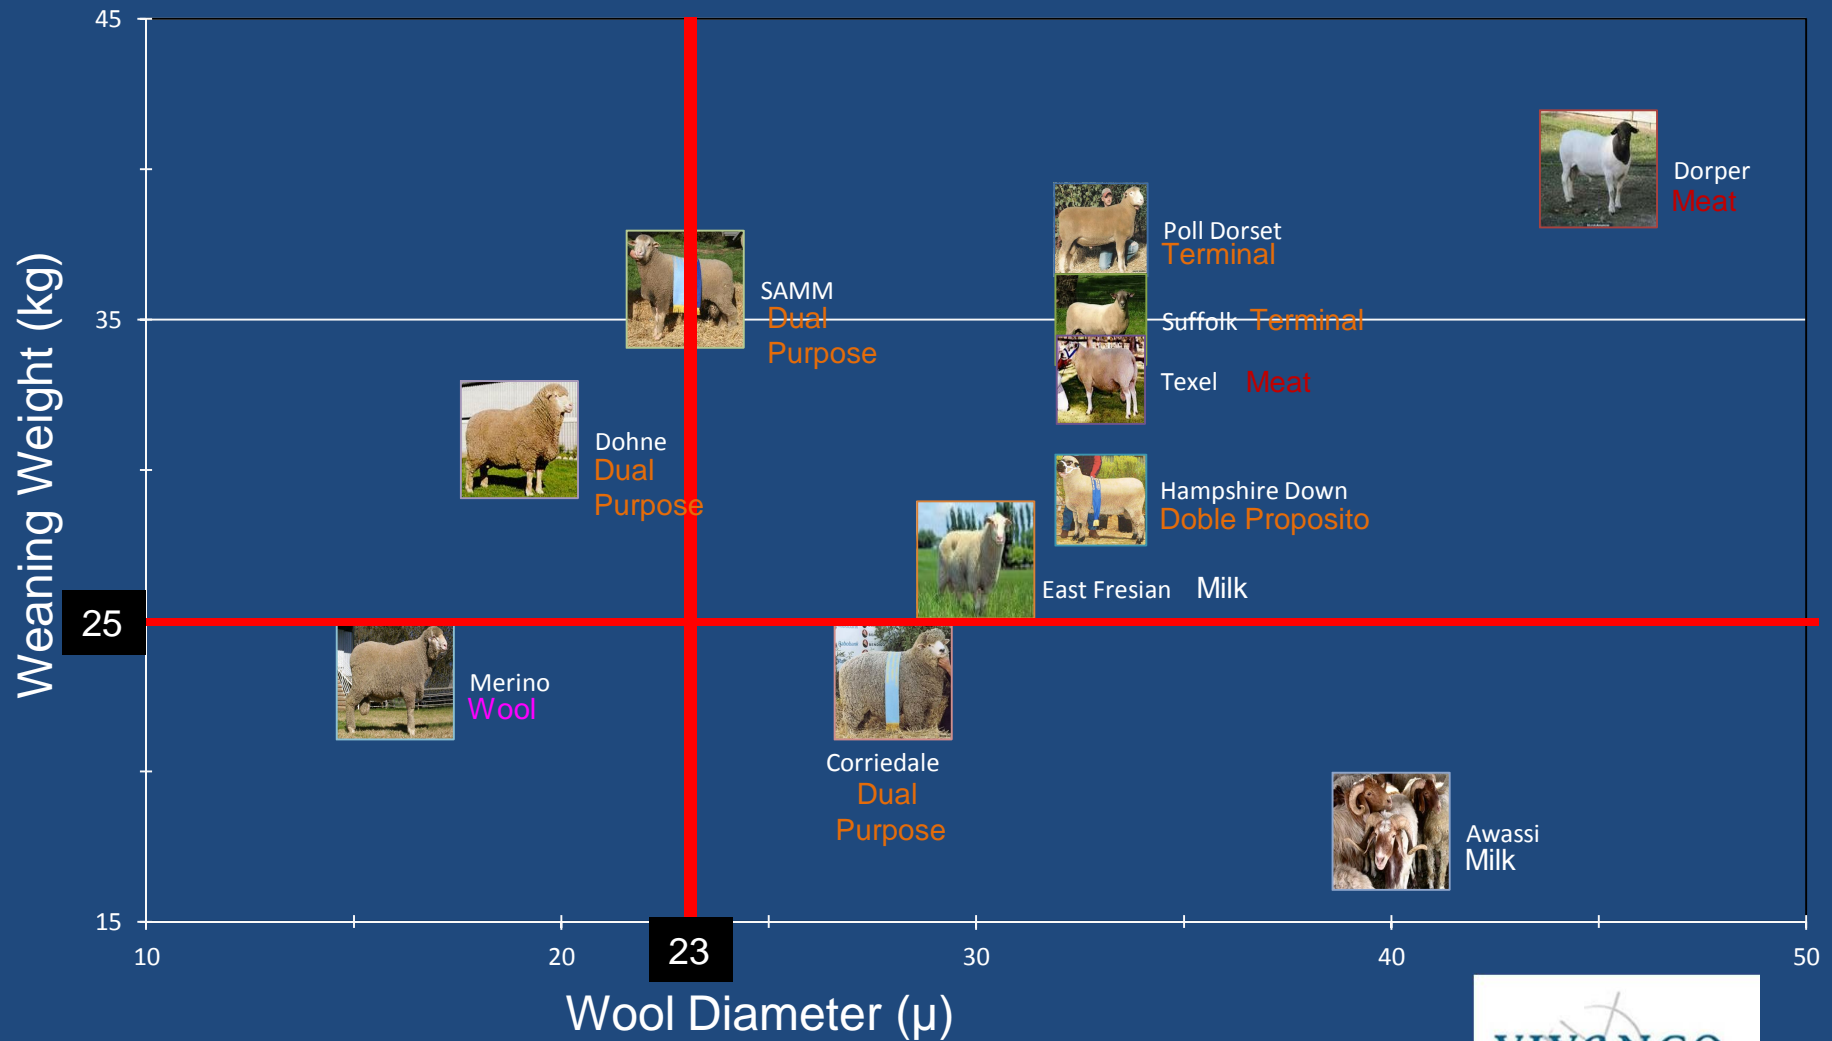 45
Weaning Weight (kg)
35
25
15
10
20
23
30
40
50
Wool Diameter (µ)
Dorper
Meat
Poll Dorset
Terminal
SAMM
Dual
Purpose
Suffolk Terminal
Texel Meat
Dohne
Dual
Purpose
Hampshire Down
Doble Proposito
East Fresian Milk
Merino
Wool
Corriedale
Dual
Purpose
Awassi
Milk